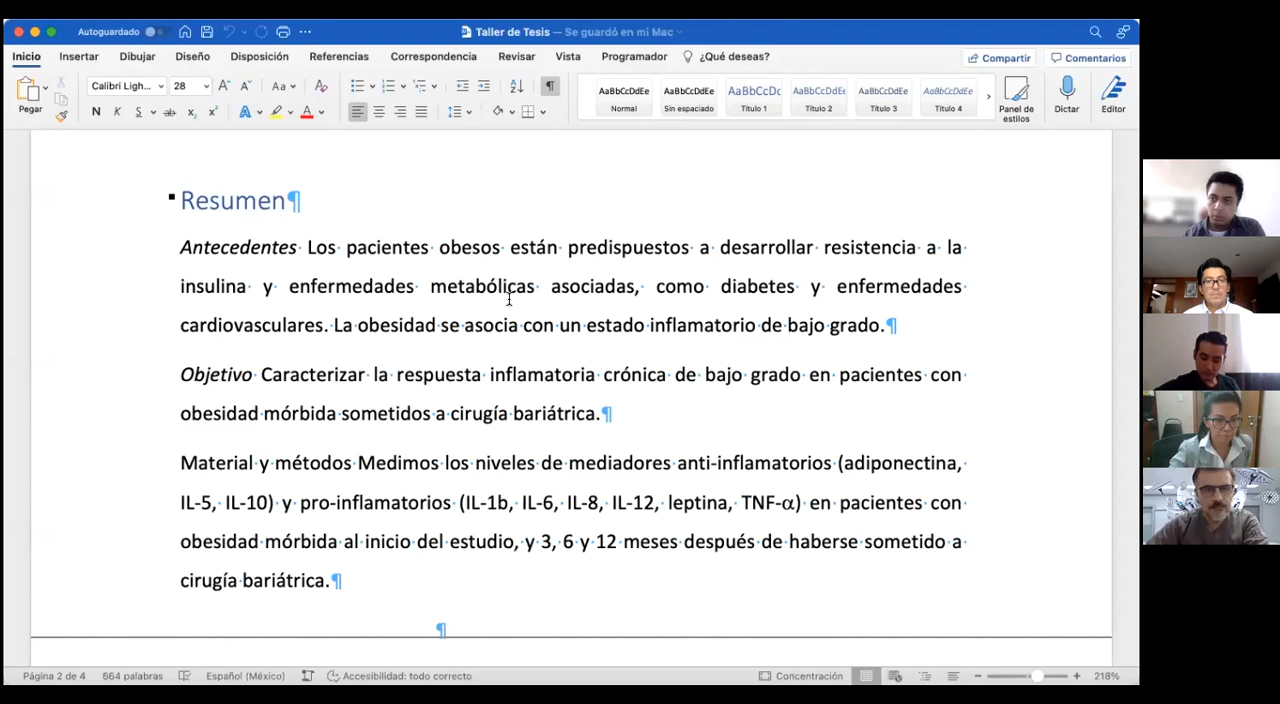 Autoguardado
Taller de Tesis — Se guardó en mi Mac
Inicio Insertar Dibujar Diseño Disposición Referencias Correspondencia Revisar Vista Programador ¿Qué deseas? Compartir Comentarios
Pegar
Calibri Ligh... 28
N K S ab x₂ x² A A
AaBbCcDdEe AaBbCcDdEe AaBbCcDc AaBbCcDdEe AaBbCcDdEe AaBbCcDdEe
Normal Sin espaciado Título 1 Título 2 Título 3 Título 4
Panel de estilos Dictar Editor
Resumen¶
Antecedentes Los pacientes obesos están predispuestos a desarrollar resistencia a la
insulina y enfermedades metabólicas asociadas, como diabetes y enfermedades
cardiovasculares. La obesidad se asocia con un estado inflamatorio de bajo grado.¶
Objetivo Caracterizar la respuesta inflamatoria crónica de bajo grado en pacientes con
obesidad mórbida sometidos a cirugía bariátrica.¶
Material y métodos Medimos los niveles de mediadores anti-inflamatorios (adiponectina,
IL-5, IL-10) y pro-inflamatorios (IL-1b, IL-6, IL-8, IL-12, leptina, TNF-α) en pacientes con
obesidad mórbida al inicio del estudio, y 3, 6 y 12 meses después de haberse sometido a
cirugía bariátrica.¶
¶
Página 2 de 4 664 palabras Español (México) Accesibilidad: todo correcto Concentración 218%